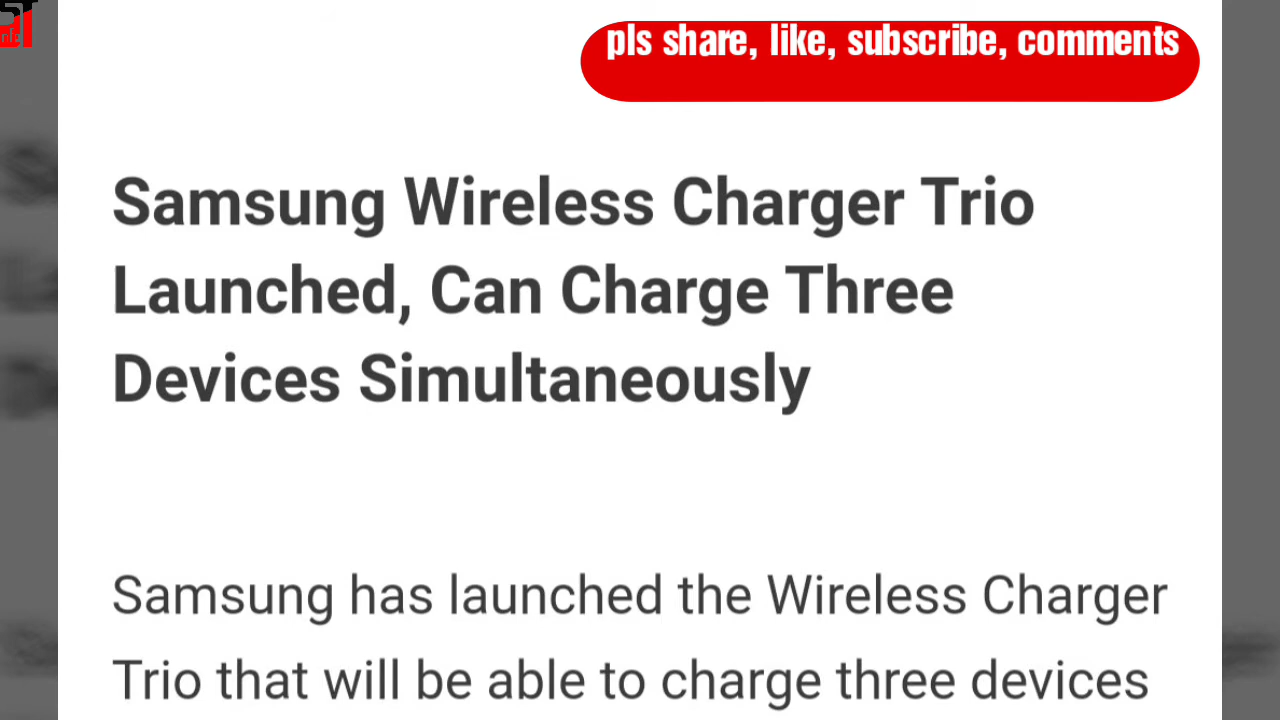 pls share, like, subscribe, comments
Samsung Wireless Charger Trio
Launched, Can Charge Three
Devices Simultaneously
Samsung has launched the Wireless Charger
Trio that will be able to charge three devices